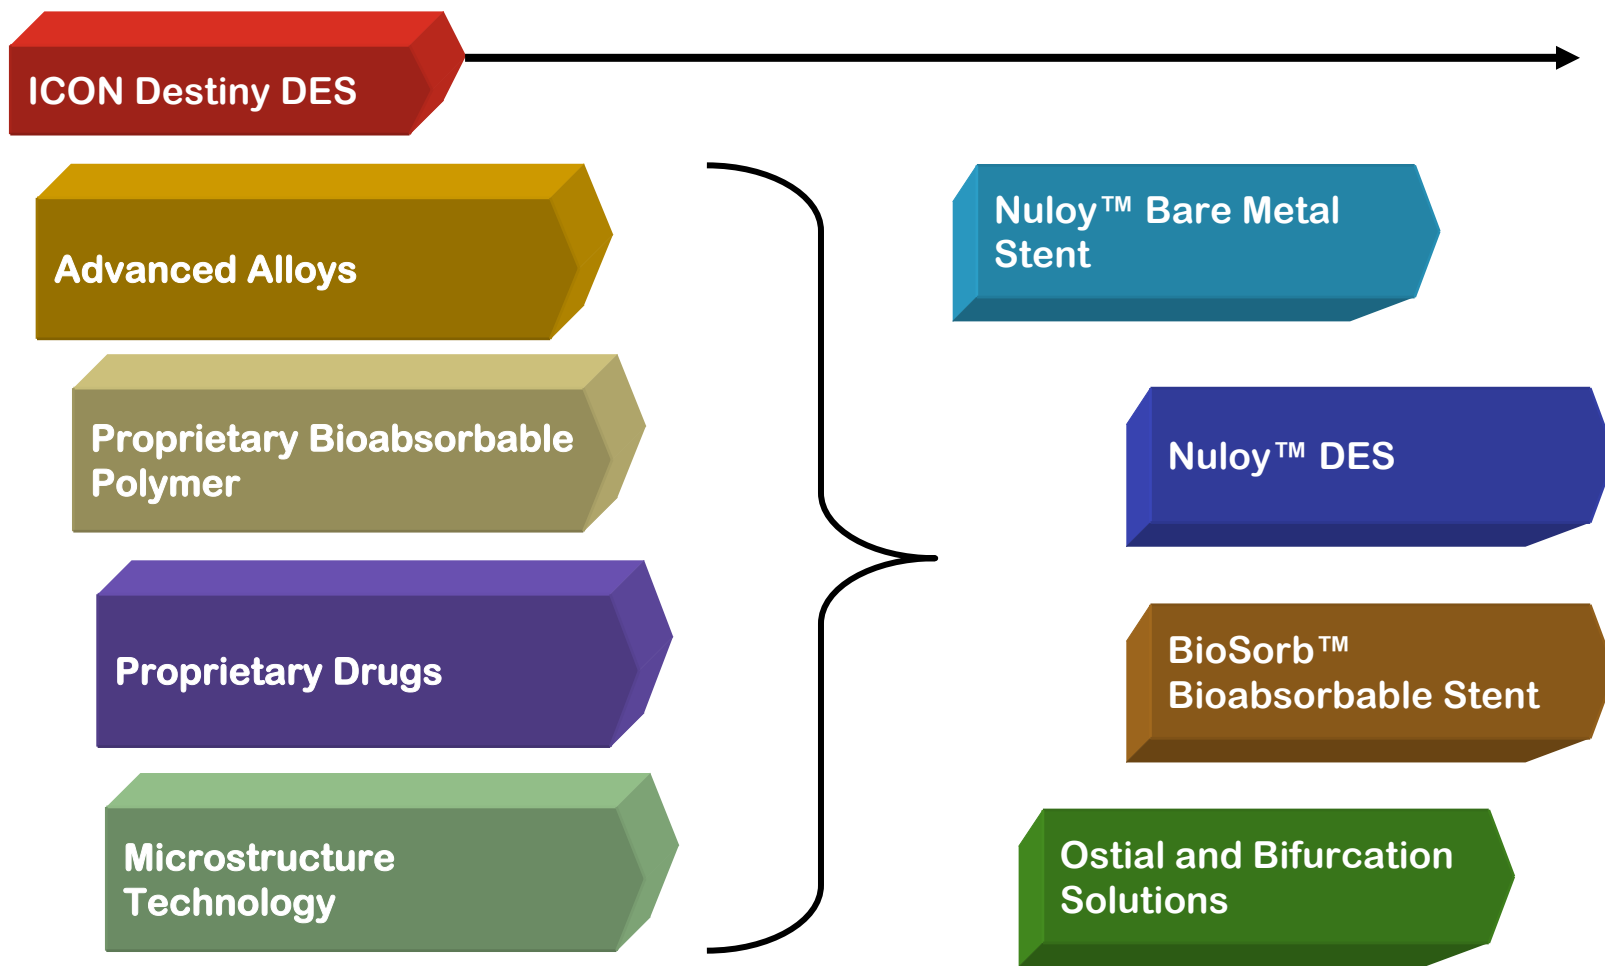 ICON Destiny DES
Advanced Alloys
Proprietary Bioabsorbable
Polymer
Proprietary Drugs
Microstructure
Technology
Nuloy™ Bare Metal
Stent
Nuloy™ DES
BioSorb™
Bioabsorbable Stent
Ostial and Bifurcation
Solutions